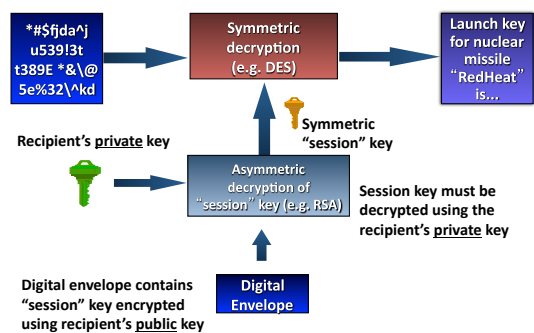 *#$fjda^j
u539!3t
t389E *&\@
5e%32\^kd
Symmetric
decryption
(e.g. DES)
Launch key
for nuclear
missile
“RedHeat”
is...
Symmetric
“session” key
Recipient’s private key
Asymmetric
decryption of
“session” key (e.g. RSA)
Session key must be
decrypted using the
recipient’s private key
Digital envelope contains
“session” key encrypted
using recipient’s public key
Digital
Envelope